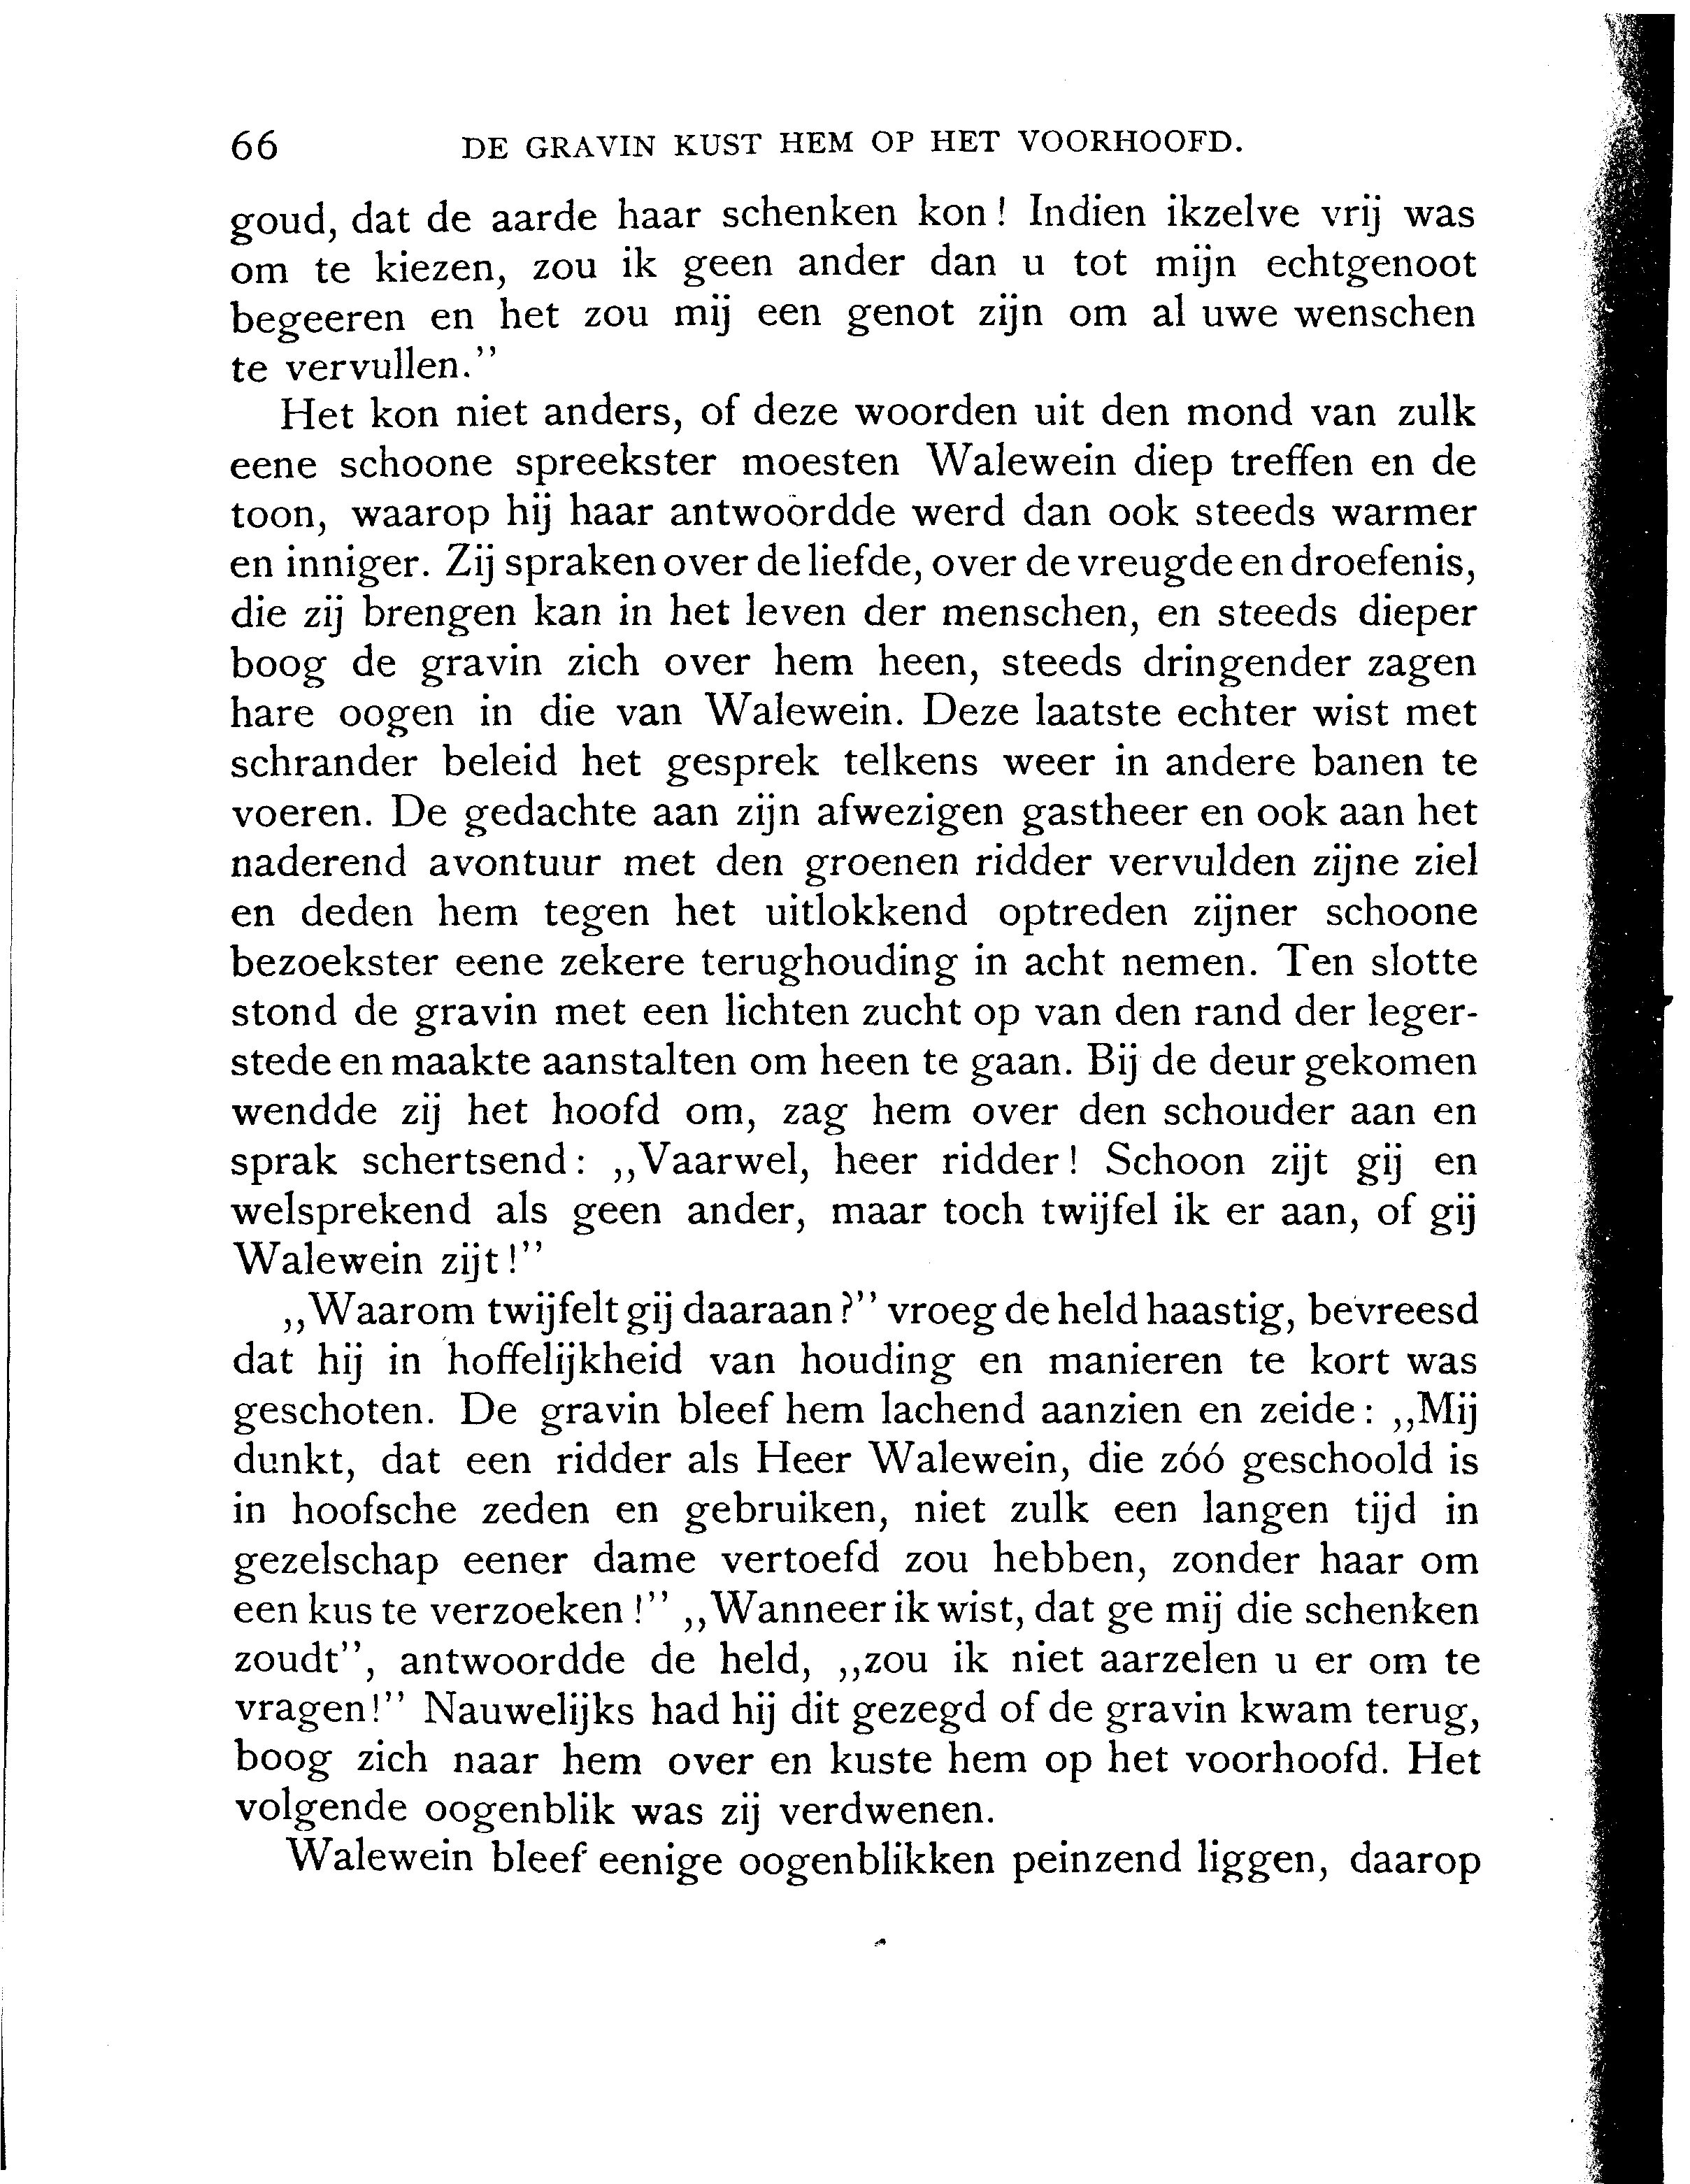 66 DE GRAVIN KUST HEM OP HET VOORHOOFD.
goud, dat de aarde haar schenken kon! Indien ikzelve vrij was
om te kiezen, zou ik geen ander dan u tot mijn echtgenoot
begeeren en het zou mij een genot zijn om al uwe wenschen
te vervullen.”
Het kon niet anders, of deze woorden uit den mond van zulk
eene schoone spreekster moesten Walewein diep treffen en de
toon, waarop hij haar antwoordde werd dan ook steeds warmer
en inniger. Zij spraken over de liefde, over de vreugde en droefenis,
die zij brengen kan in het leven der menschen, en steeds dieper
boog de gravin zich over hem heen, steeds dringender zagen
hare oogen in die van Walewein. Deze laatste echter wist met
schrander beleid het gesprek telkens weer in andere banen te
voeren. De gedachte aan zijn afwezigen gastheer en ook aan het
naderend avontuur met den groenen ridder vervulden zijne ziel
en deden hem tegen het uitlokkend optreden zijner schoone
bezoekster eene zekere terughouding in acht nemen. Ten slotte
stond de gravin met een lichten zucht op van den rand der leger-
stede en maakte aanstalten om heen te gaan. Bij de deur gekomen
wendde zij het hoofd om, zag hem over den schouder aan en
sprak schertsend: „Vaarwel, heer ridder! Schoon zijt gij en
welsprekend als geen ander, maar toch twijfel ik er aan, of gij
Walewein zijt!”
„Waarom twijfelt gij daaraan?” vroeg de held haastig, bevreesd
dat hij in hoffelijkheid van houding en manieren te kort was
geschoten. De gravin bleef hem lachend aanzien en zeide: „Mij
dunkt, dat een ridder als Heer Walewein, die zóó geschoold is
in hoofsche zeden en gebruiken, niet zulk een langen tijd in
gezelschap eener dame vertoefd zou hebben, zonder haar om
een kus te verzoeken!” „Wanneer ik wist, dat ge mij die schenken
zoudt”, antwoordde de held, „zou ik niet aarzelen u er om te
vragen!” Nauwelijks had hij dit gezegd of de gravin kwam terug,
boog zich naar hem over en kuste hem op het voorhoofd. Het
volgende oogenblik was zij verdwenen.
Walewein bleef eenige oogenblikken peinzend liggen, daarop